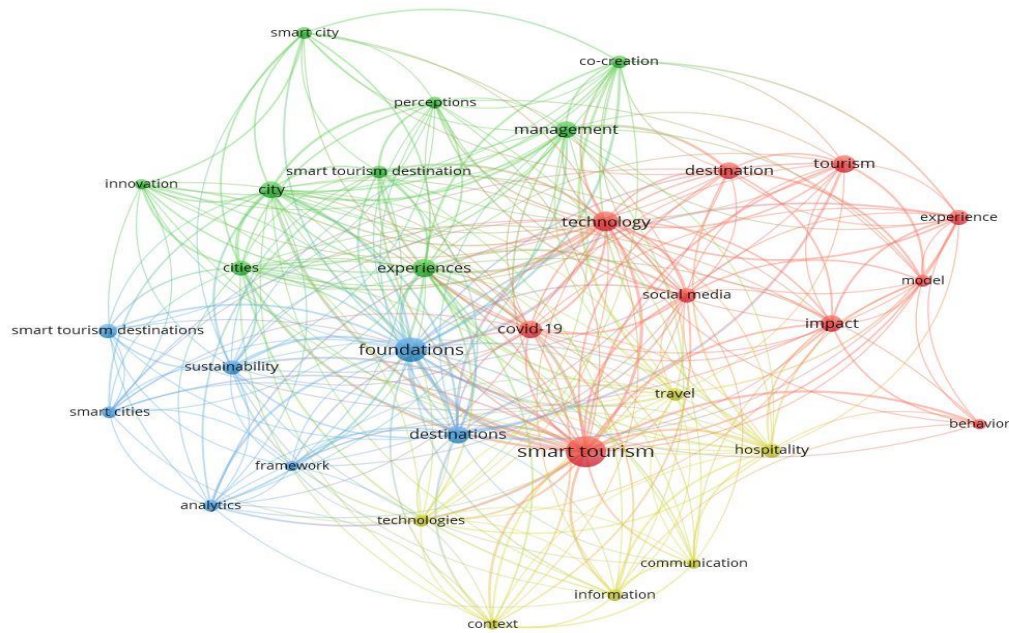 smart city
co-creation
perceptions
management
smart tourism destination
destination
tourism
innovation
city
technology
experience
cities
experiences
social media
model
smart tourism destinations
covid-19
impact
foundations
sustainability
travel
smart cities
behavior
destinations
smart tourism
hospitality
framework
analytics
technologies
communication
information
context